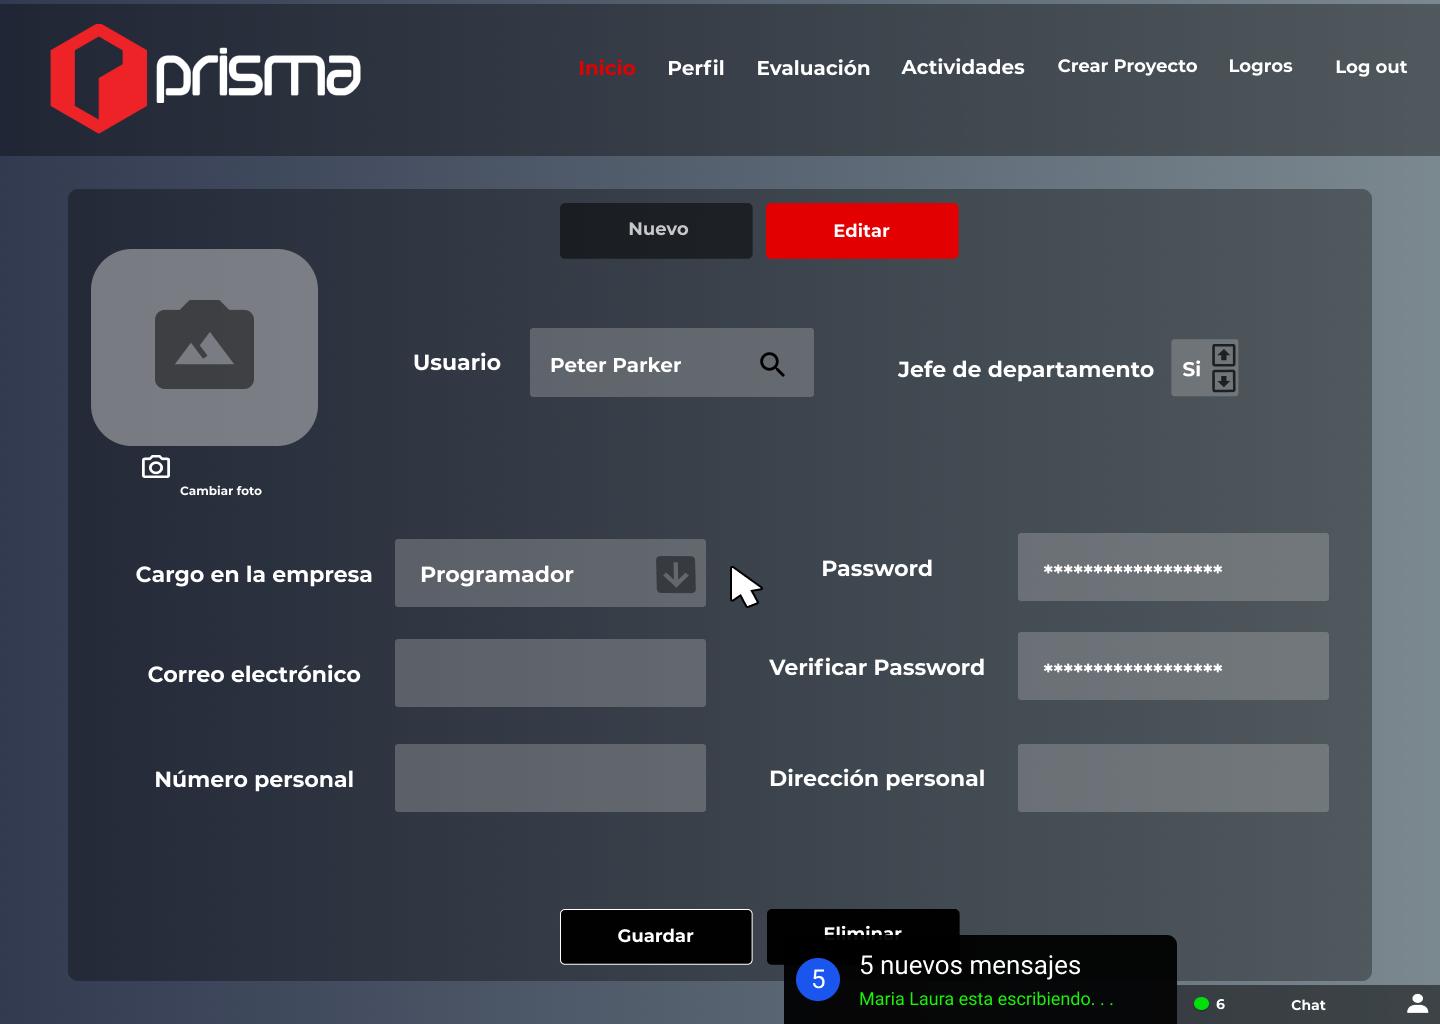 prisma
Inicio Perfil Evaluación Actividades Crear Proyecto Logros Log out
Nuevo Editar
Usuario Peter Parker Jefe de departamento Si
Cambiar foto
Cargo en la empresa Programador Password ******************
Correo electrónico Verificar Password ******************
Número personal Dirección personal
Guardar Eliminar
5 5 nuevos mensajes
Maria Laura esta escribiendo. . .
6 Chat